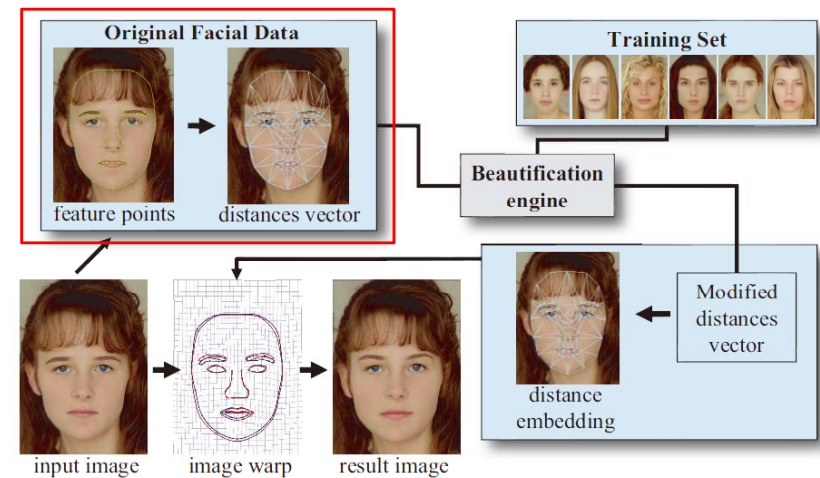 Original Facial Data
feature points
distances vector
Training Set
Beautification
engine
Modified
distances
vector
distance
embedding
input image
image warp
result image